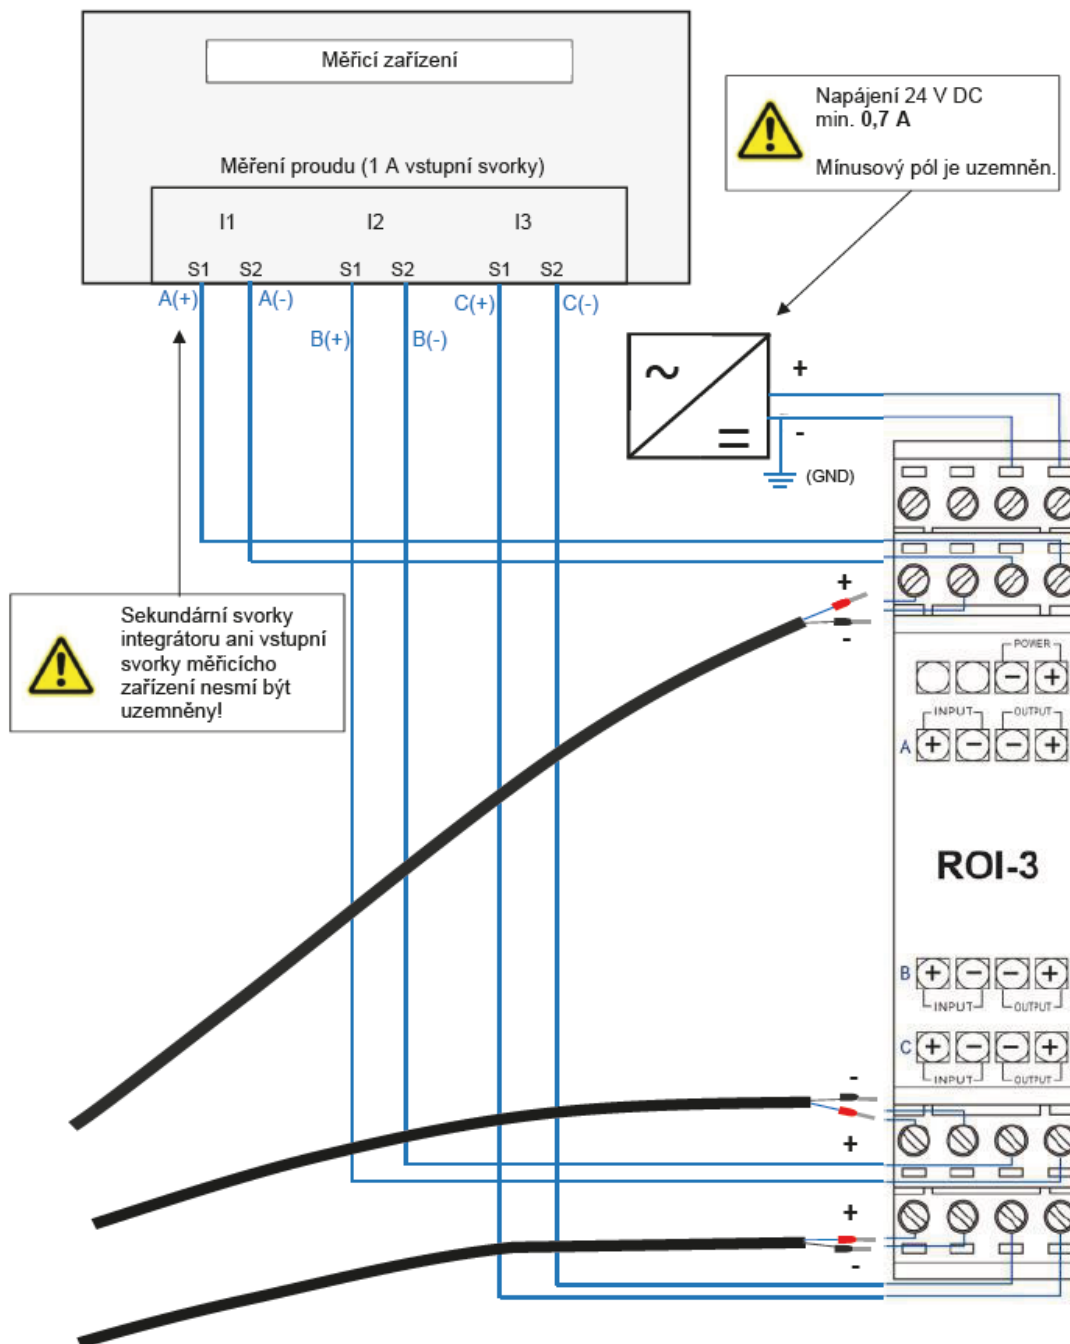 Měřicí zařízení
Měření proudu (1 A vstupní svorky)
I1 I2 I3
S1 S2 S1 S2 S1 S2
A(+) A(-) B(+) B(-) C(+) C(-)
Napájení 24 V DC
min. 0,7 A
Mínusový pól je uzemněn.
~
=
+
-
(GND)
Sekundární svorky
integrátoru ani vstupní
svorky měřicího
zařízení nesmí být
uzemněny!
+
-
POWER
- +
INPUT OUTPUT
A + - - +
ROI-3
B + - - +
INPUT OUTPUT
C + - - +
INPUT OUTPUT
-
+
+
-